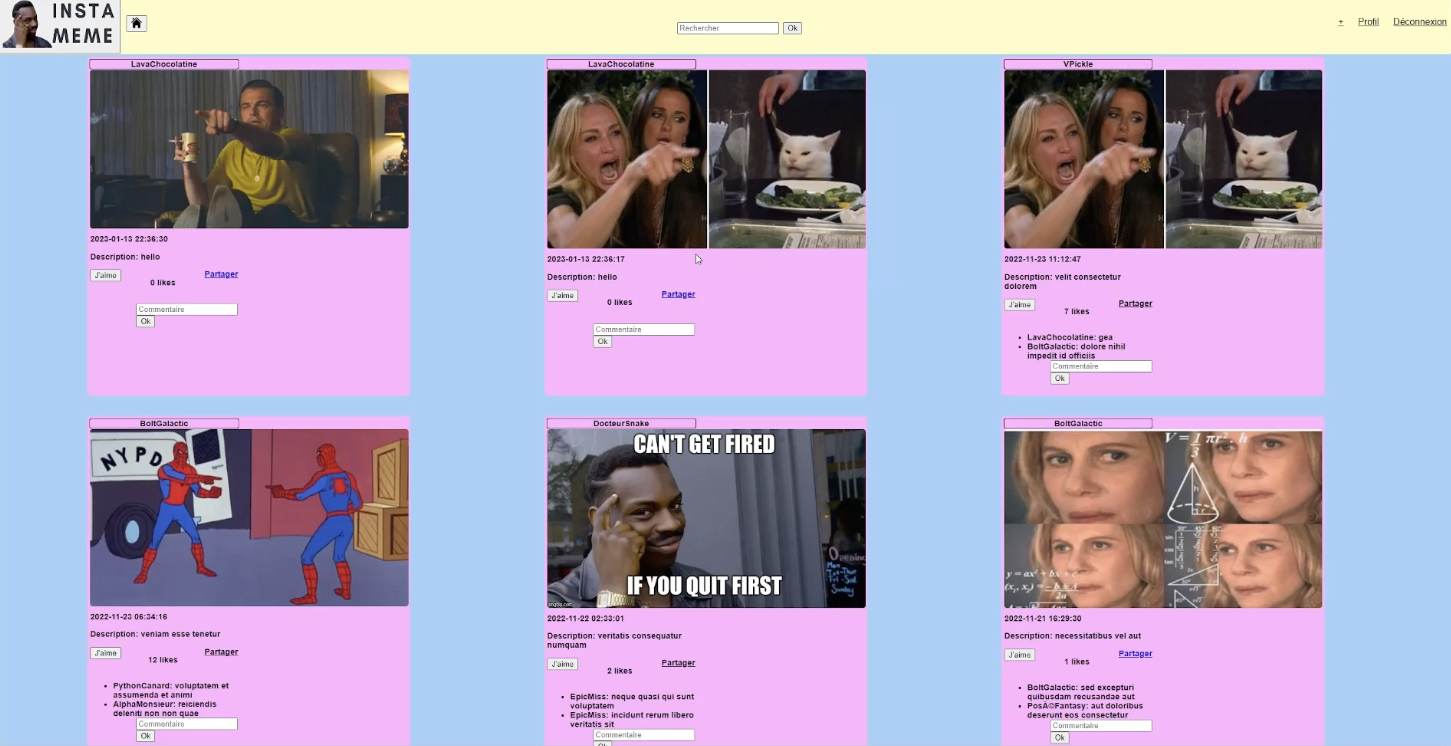 INSTA
MEME
Rechercher Ok
+ Profil Déconnexion
LavaChocolatine
2023-01-13 22:36:30
Description: hello
J'aime
0 likes
Partager
Commentaire
Ok
LavaChocolatine
2023-01-13 22:36:17
Description: hello
J'aime
0 likes
Partager
Commentaire
Ok
VPickle
2022-11-23 11:12:47
Description: velit consectetur
dolorem
J'aime
7 likes
Partager
LavaChocolatine: gea
BoltGalactic: dolore nihil
impedit id officiis
Commentaire
Ok
BoltGalactic
NYPD
2022-11-23 06:34:16
Description: veniam esse tenetur
J'aime
12 likes
Partager
PythonCanard: voluptatem et
assumenda et animi
AlphaMonsieur: reiciendis
deleniti non non quae
Commentaire
Ok
DocteurSnake
CAN'T GET FIRED
IF YOU QUIT FIRST
imgflip.com
2022-11-22 02:33:01
Description: veritatis consequatur
numquam
J'aime
2 likes
Partager
EpicMiss: neque quasi qui sunt
voluptatem
EpicMiss: incidunt rerum libero
veritatis sit
Commentaire
Ok
BoltGalactic
2022-11-21 16:29:30
Description: necessitatibus vel aut
J'aime
1 likes
Partager
BoltGalactic: sed excepturi
quibusdam recusandae aut
PosÃ©Fantasy: aut doloribus
deserunt eos consectetur
Commentaire
Ok